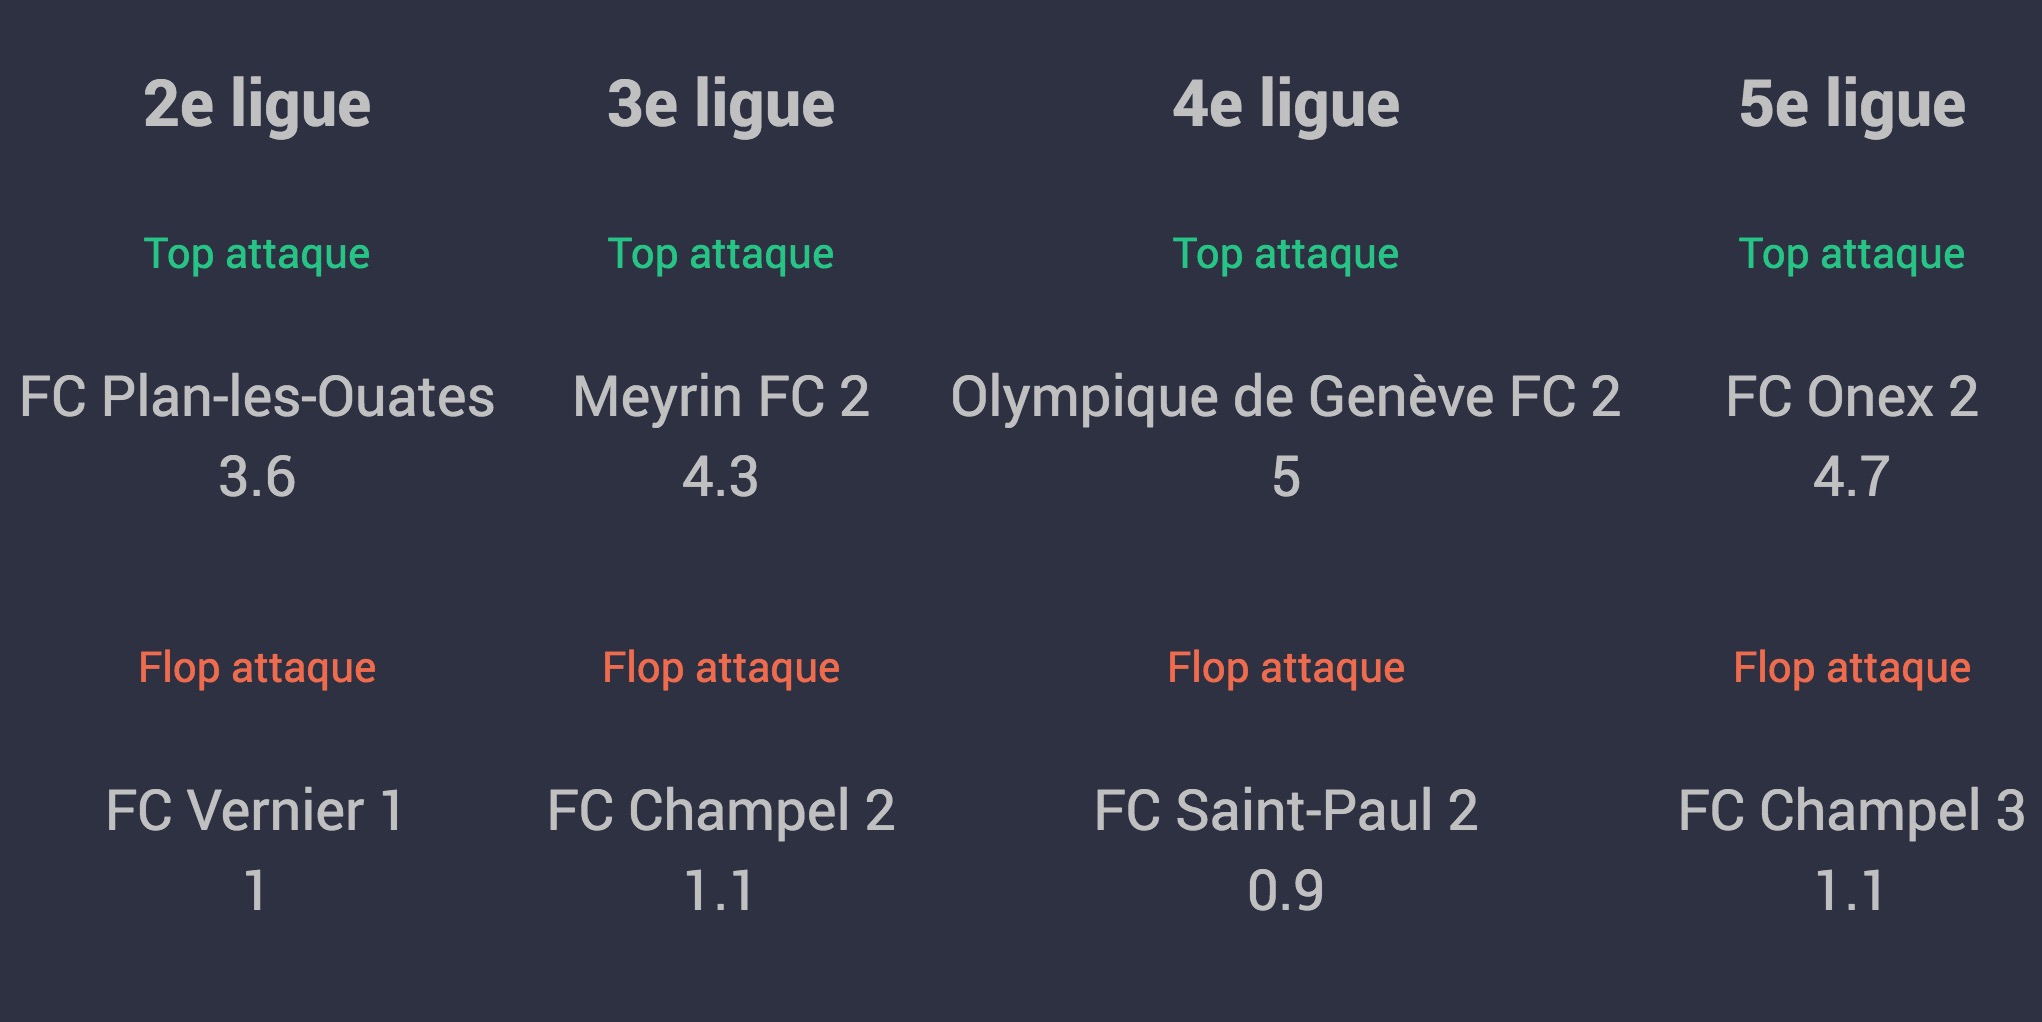 2e ligue
3e ligue
4e ligue
5e ligue
Top attaque
Top attaque
Top attaque
Top attaque
FC Plan-les-Ouates
Meyrin FC 2
Olympique de Genève FC 2
FC Onex 2
3.6
4.3
5
4.7
Flop attaque
Flop attaque
Flop attaque
Flop attaque
FC Vernier 1
FC Champel 2
FC Saint-Paul 2
FC Champel 3
1
1.1
0.9
1.1